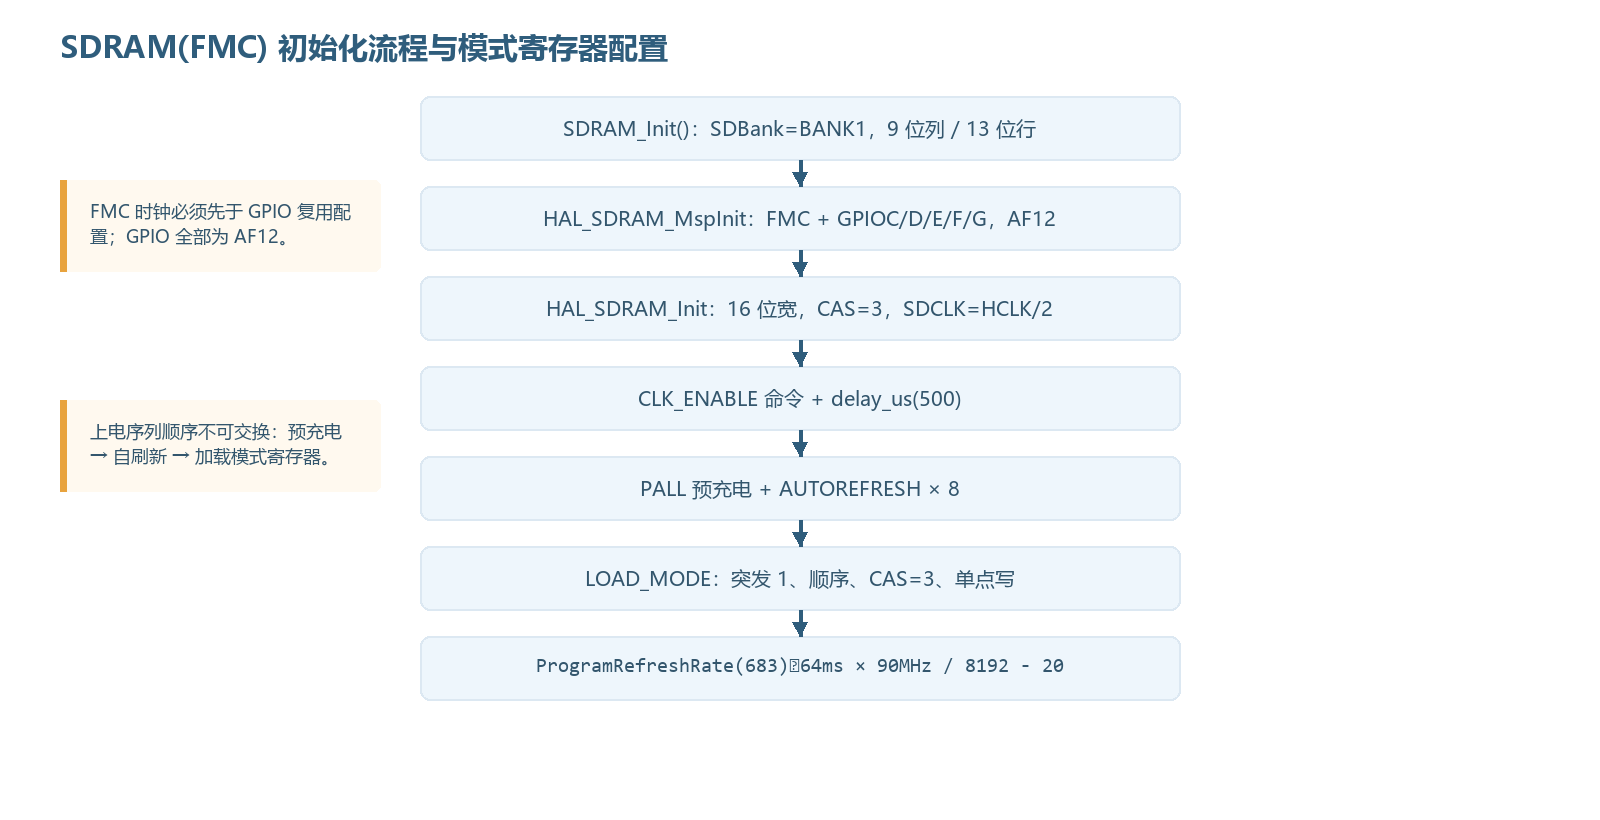 SDRAM(FMC) 初始化流程与模式寄存器配置
SDRAM_Init()：SDBank=BANK1，9 位列 / 13 位行
FMC 时钟必须先于 GPIO 复用配
置；GPIO 全部为 AF12。
HAL_SDRAM_MspInit：FMC + GPIOC/D/E/F/G，AF12
HAL_SDRAM_Init：16 位宽，CAS=3，SDCLK=HCLK/2
CLK_ENABLE 命令 + delay_us(500)
上电序列顺序不可交换：预充电
→ 自刷新 → 加载模式寄存器。
PALL 预充电 + AUTOREFRESH × 8
LOAD_MODE：突发 1、顺序、CAS=3、单点写
ProgramRefreshRate(683)64ms × 90MHz / 8192 - 20